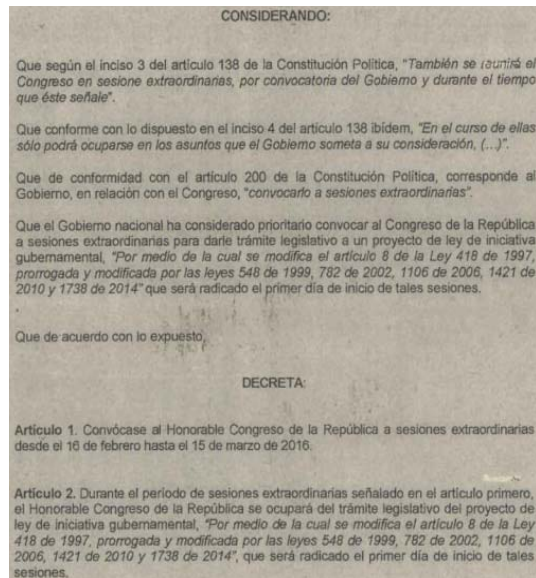 CONSIDERANDO:
Que según el inciso 3 del artículo 138 de la Constitución Política, "También se reunirá el
Congreso en sesione extraordinarias, por convocatoria del Gobierno y durante el tiempo
que éste señale".
Que conforme con lo dispuesto en el inciso 4 del artículo 138 ibídem, "En el curso de ellas
sólo podrá ocuparse en los asuntos que el Gobierno someta a su consideración, (...)".
Que de conformidad con el artículo 200 de la Constitución Política, corresponde al
Gobierno, en relación con el Congreso, "convocarlo a sesiones extraordinarias".
Que el Gobierno nacional ha considerado prioritario convocar al Congreso de la República
a sesiones extraordinarias para darle trámite legislativo a un proyecto de ley de iniciativa
gubernamental, "Por medio de la cual se modifica el artículo 8 de la Ley 418 de 1997,
prorrogada y modificada por las leyes 548 de 1999, 782 de 2002, 1106 de 2006, 1421 de
2010 y 1738 de 2014" que será radicado el primer día de inicio de tales sesiones.
Que de acuerdo con lo expuesto,
DECRETA:
Artículo 1. Convócase al Honorable Congreso de la República a sesiones extraordinarias
desde el 16 de febrero hasta el 15 de marzo de 2016.
Artículo 2. Durante el período de sesiones extraordinarias señalado en el artículo primero,
el Honorable Congreso de la República se ocupará del trámite legislativo del proyecto de
ley de iniciativa gubernamental, "Por medio de la cual se modifica el artículo 8 de la Ley
418 de 1997, prorrogada y modificada por las leyes 548 de 1999, 782 de 2002, 1106 de
2006, 1421 de 2010 y 1738 de 2014", que será radicado el primer día de inicio de tales
sesiones.